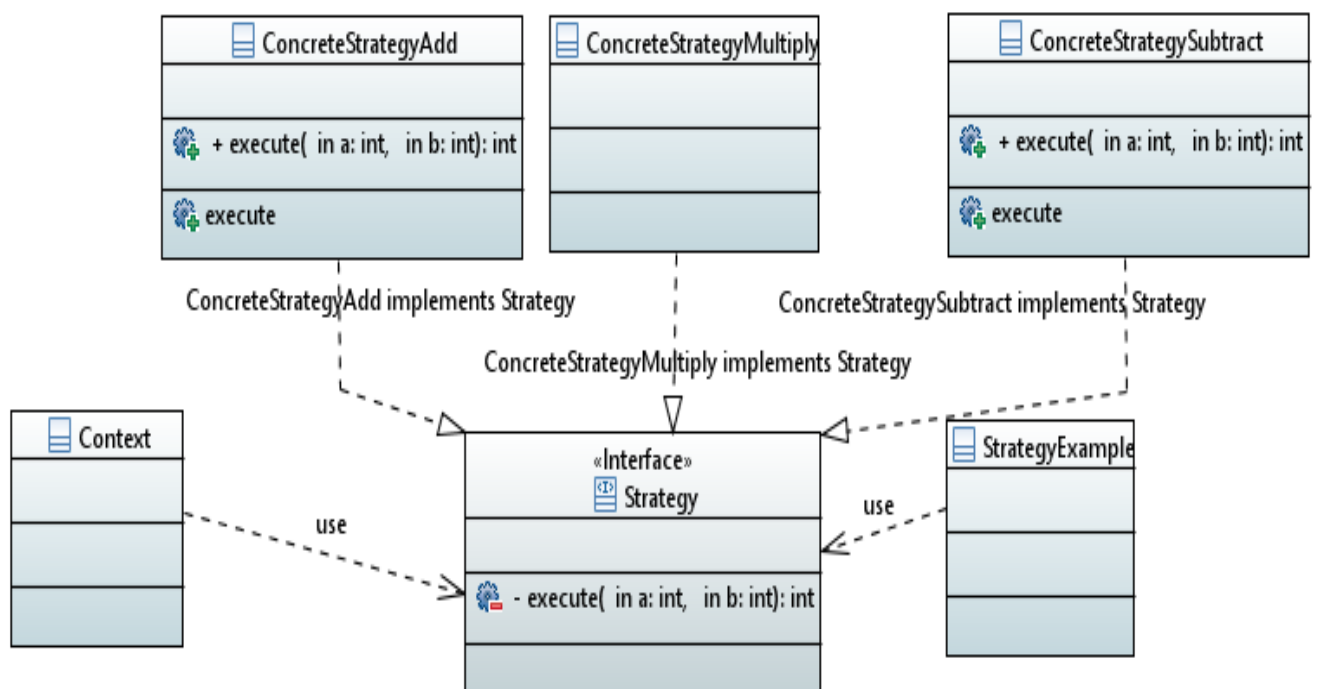 ConcreteStrategyAdd
+ execute( in a: int, in b: int): int
execute
ConcreteStrategyMultiply
ConcreteStrategySubtract
+ execute( in a: int, in b: int): int
execute
ConcreteStrategyAdd implements Strategy
ConcreteStrategySubtract implements Strategy
ConcreteStrategyMultiply implements Strategy
Context
use
«Interface»
Strategy
- execute( in a: int, in b: int): int
use
StrategyExample